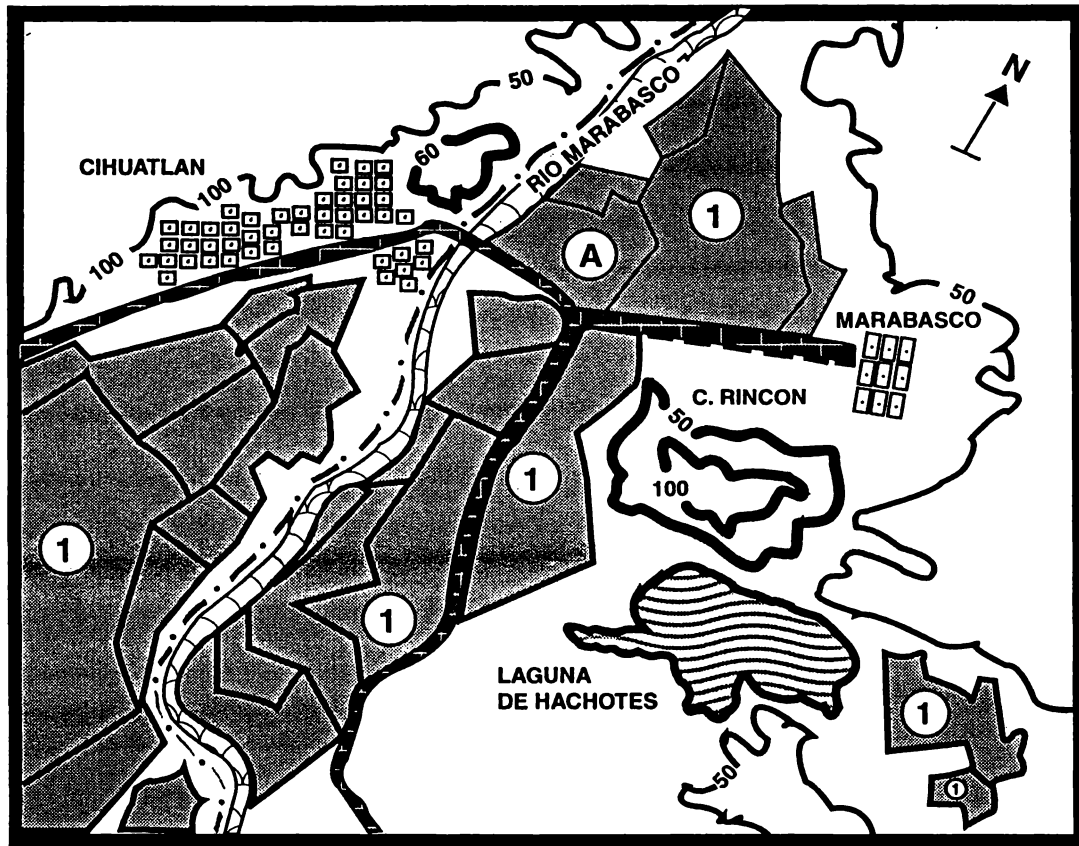 50
N
CIHUATLAN
60
RIO MARABASCO
100
1
A
100
50
MARABASCO
C. RINCON
50
1
100
1
1
LAGUNA
DE HACHOTES
1
50
1